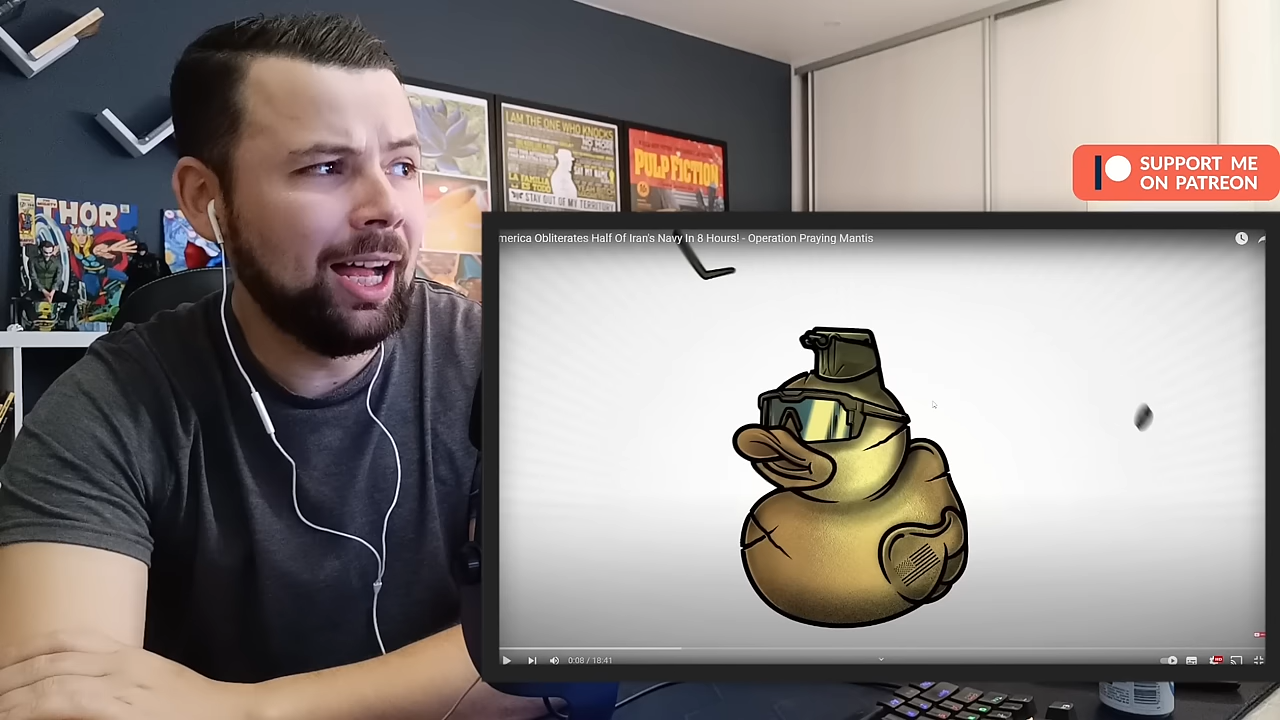 SUPPORT ME
ON PATREON
I AM THE ONE WHO KNOCKS
LA FAMILIA
ES TODO
STAY OUT OF MY TERRITORY
PULP FICTION
THOR
merica Obliterates Half Of Iran's Navy In 8 Hours! - Operation Praying Mantis
0:08 / 18:41